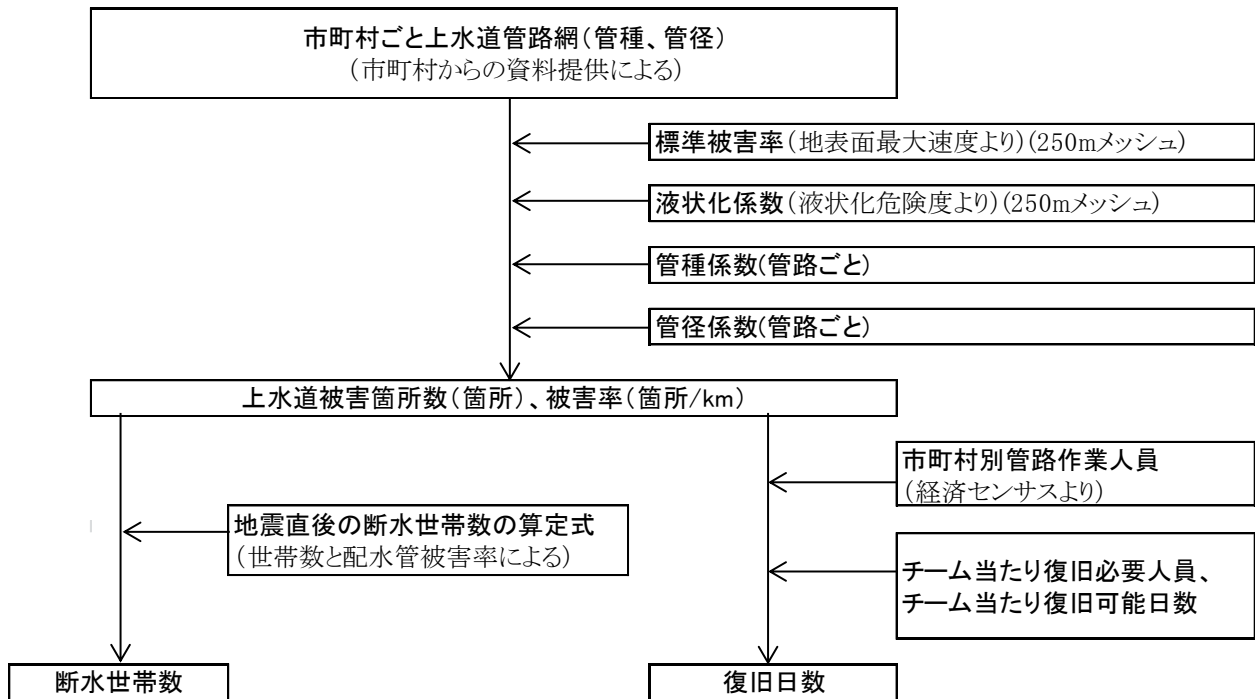 市町村ごと上水道管路網（管種、管径）
（市町村からの資料提供による）
標準被害率（地表面最大速度より）（250mメッシュ）
液状化係数（液状化危険度より）（250mメッシュ）
管種係数(管路ごと)
管径係数(管路ごと)
上水道被害箇所数（箇所）、被害率（箇所/km）
市町村別管路作業人員
（経済センサスより）
地震直後の断水世帯数の算定式
（世帯数と配水管被害率による）
チーム当たり復旧必要人員、
チーム当たり復旧可能日数
断水世帯数
復旧日数